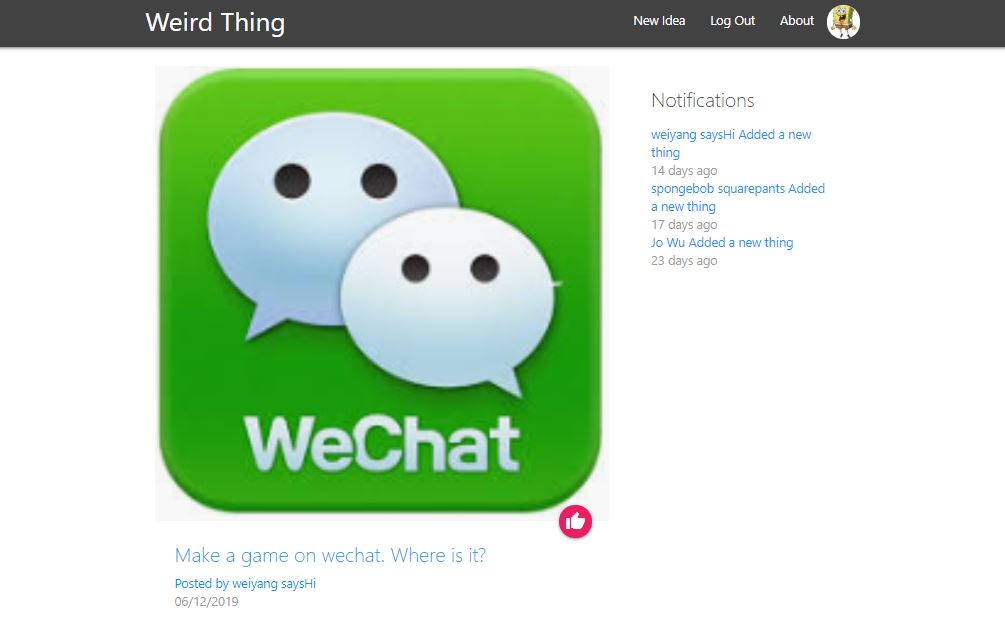 Weird Thing
New Idea
Log Out
About
WeChat
Make a game on wechat. Where is it?
Posted by weiyang saysHi
06/12/2019
Notifications
weiyang saysHi Added a new
thing
14 days ago
spongebob squarepants Added
a new thing
17 days ago
Jo Wu Added a new thing
23 days ago